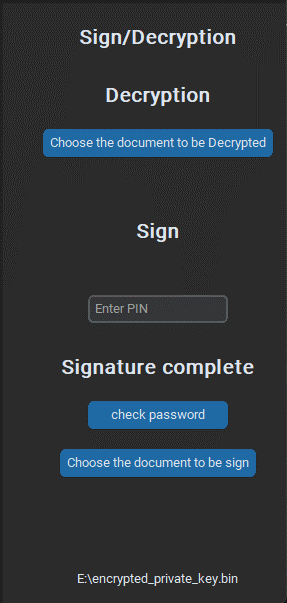 Sign/Decryption
Decryption
Choose the document to be Decrypted
Sign
Enter PIN
Signature complete
check password
Choose the document to be sign
E:\encrypted_private_key.bin